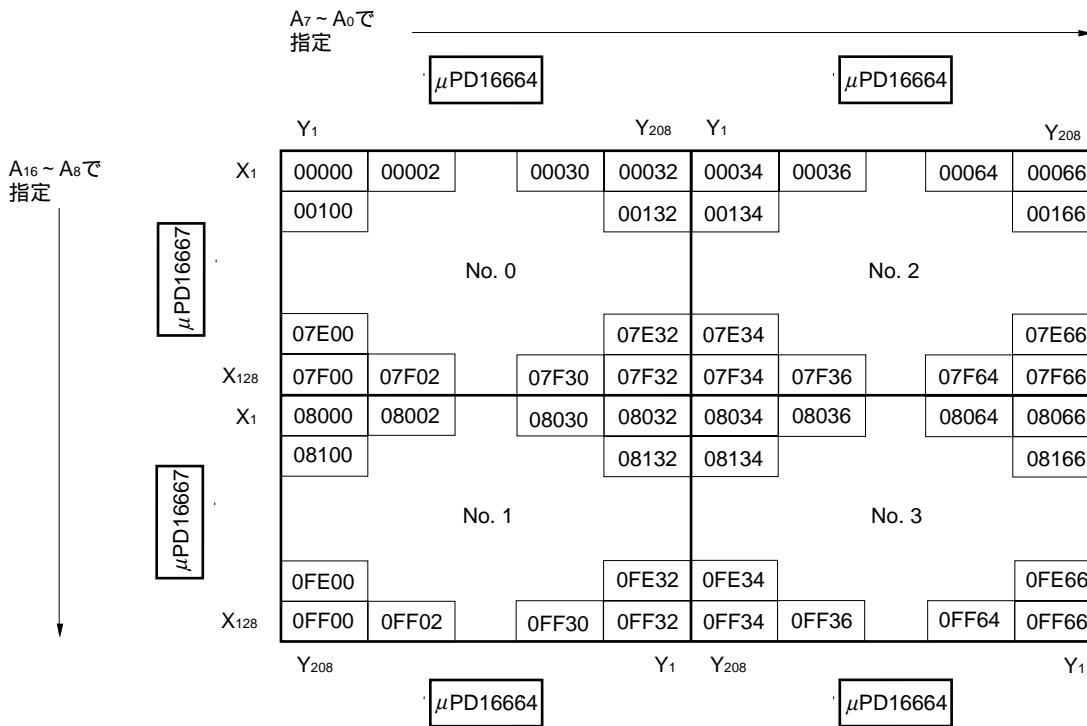 A7 ~ A0で
指定
μPD16664 μPD16664
Y1 Y208 Y1 Y208
A16 ~ A8で
指定
X1 00000 00002 00030 00032 00034 00036 00064 00066
00100 00132 00134 00166
μPD16667
No. 0 No. 2
07E00 07E32 07E34 07E66
X128 07F00 07F02 07F30 07F32 07F34 07F36 07F64 07F66
X1 08000 08002 08030 08032 08034 08036 08064 08066
08100 08132 08134 08166
μPD16667
No. 1 No. 3
0FE00 0FE32 0FE34 0FE66
X128 0FF00 0FF02 0FF30 0FF32 0FF34 0FF36 0FF64 0FF66
Y208 Y1 Y208 Y1
μPD16664 μPD16664